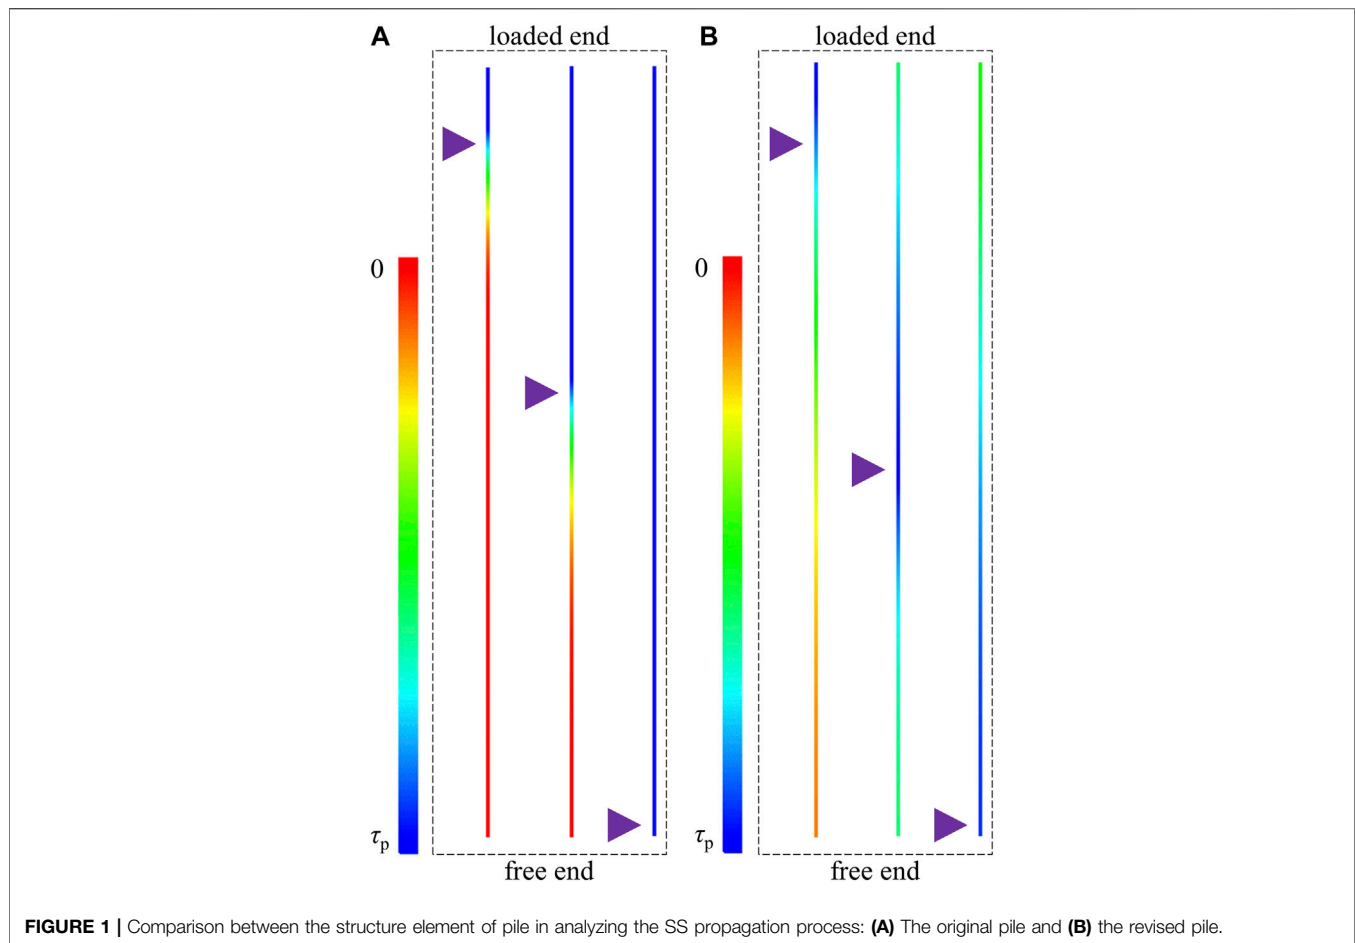 A
loaded end
0
τp
free end
B
loaded end
0
τp
free end
FIGURE 1 | Comparison between the structure element of pile in analyzing the SS propagation process: (A) The original pile and (B) the revised pile.